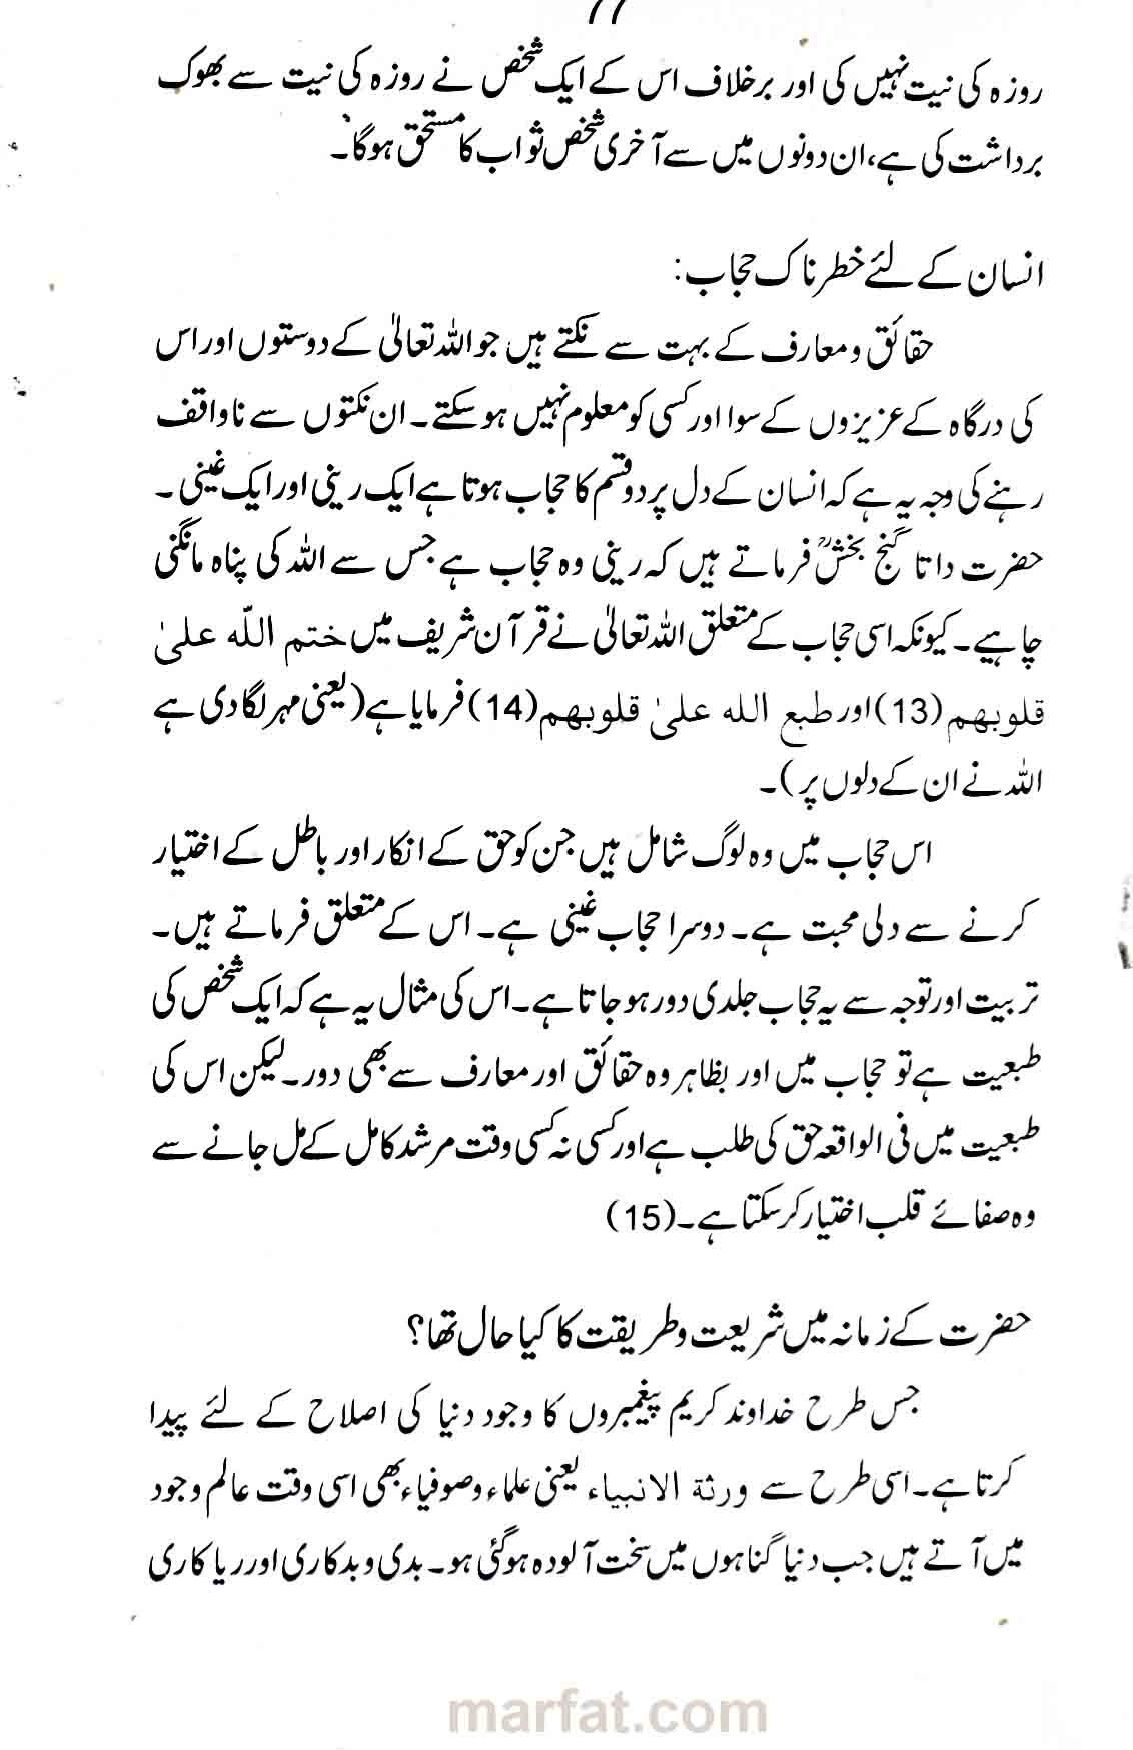 روزہ کی نیت نہیں کی اور برخلاف اس کے ایک شخص نے روزہ کی نیت سے بھوک
برداشت کی ہے، ان دونوں میں سے آخری شخص ثواب کا مستحق ہوگا۔
انسان کے لئے خطرناک حجاب:
حقائق و معارف کے بہت سے نکتے ہیں جو اللہ تعالیٰ کے دوستوں اور اس
کی درگاہ کے عزیزوں کے سوا اور کسی کو معلوم نہیں ہو سکتے۔ ان نکتوں سے ناواقف
رہنے کی وجہ یہ ہے کہ انسان کے دل پر دو قسم کا حجاب ہوتا ہے ایک رینی اور ایک غینی۔
حضرت داتا گنج بخشؒ فرماتے ہیں کہ رینی وہ حجاب ہے جس سے اللہ کی پناہ مانگنی
چاہیے۔ کیونکہ اسی حجاب کے متعلق اللہ تعالیٰ نے قرآن شریف میں ختم اللّٰہ علیٰ
قلوبھم (13) اور طبع اللہ علیٰ قلوبھم (14) فرمایا ہے (یعنی مہر لگا دی ہے
اللہ نے ان کے دلوں پر)۔
اس حجاب میں وہ لوگ شامل ہیں جن کو حق کے انکار اور باطل کے اختیار
کرنے سے دلی محبت ہے۔ دوسرا حجاب غینی ہے۔ اس کے متعلق فرماتے ہیں۔
تربیت اور توجہ سے یہ حجاب جلدی دور ہو جاتا ہے۔ اس کی مثال یہ ہے کہ ایک شخص کی
طبعیت ہے تو حجاب میں اور بظاہر وہ حقائق اور معارف سے بھی دور۔ لیکن اس کی
طبعیت میں فی الواقعہ حق کی طلب ہے اور کسی نہ کسی وقت مرشد کامل کے مل جانے سے
وہ صفائے قلب اختیار کر سکتا ہے۔ (15)
حضرت کے زمانہ میں شریعت و طریقت کا کیا حال تھا؟
جس طرح خداوند کریم پیغمبروں کا وجود دنیا کی اصلاح کے لئے پیدا
کرتا ہے۔ اسی طرح سے ورثۃ الانبیاء یعنی علماء و صوفیاء بھی اسی وقت عالم وجود
میں آتے ہیں جب دنیا گناہوں میں سخت آلودہ ہو گئی ہو۔ بدی و بدکاری اور ریا کاری
marfat.com